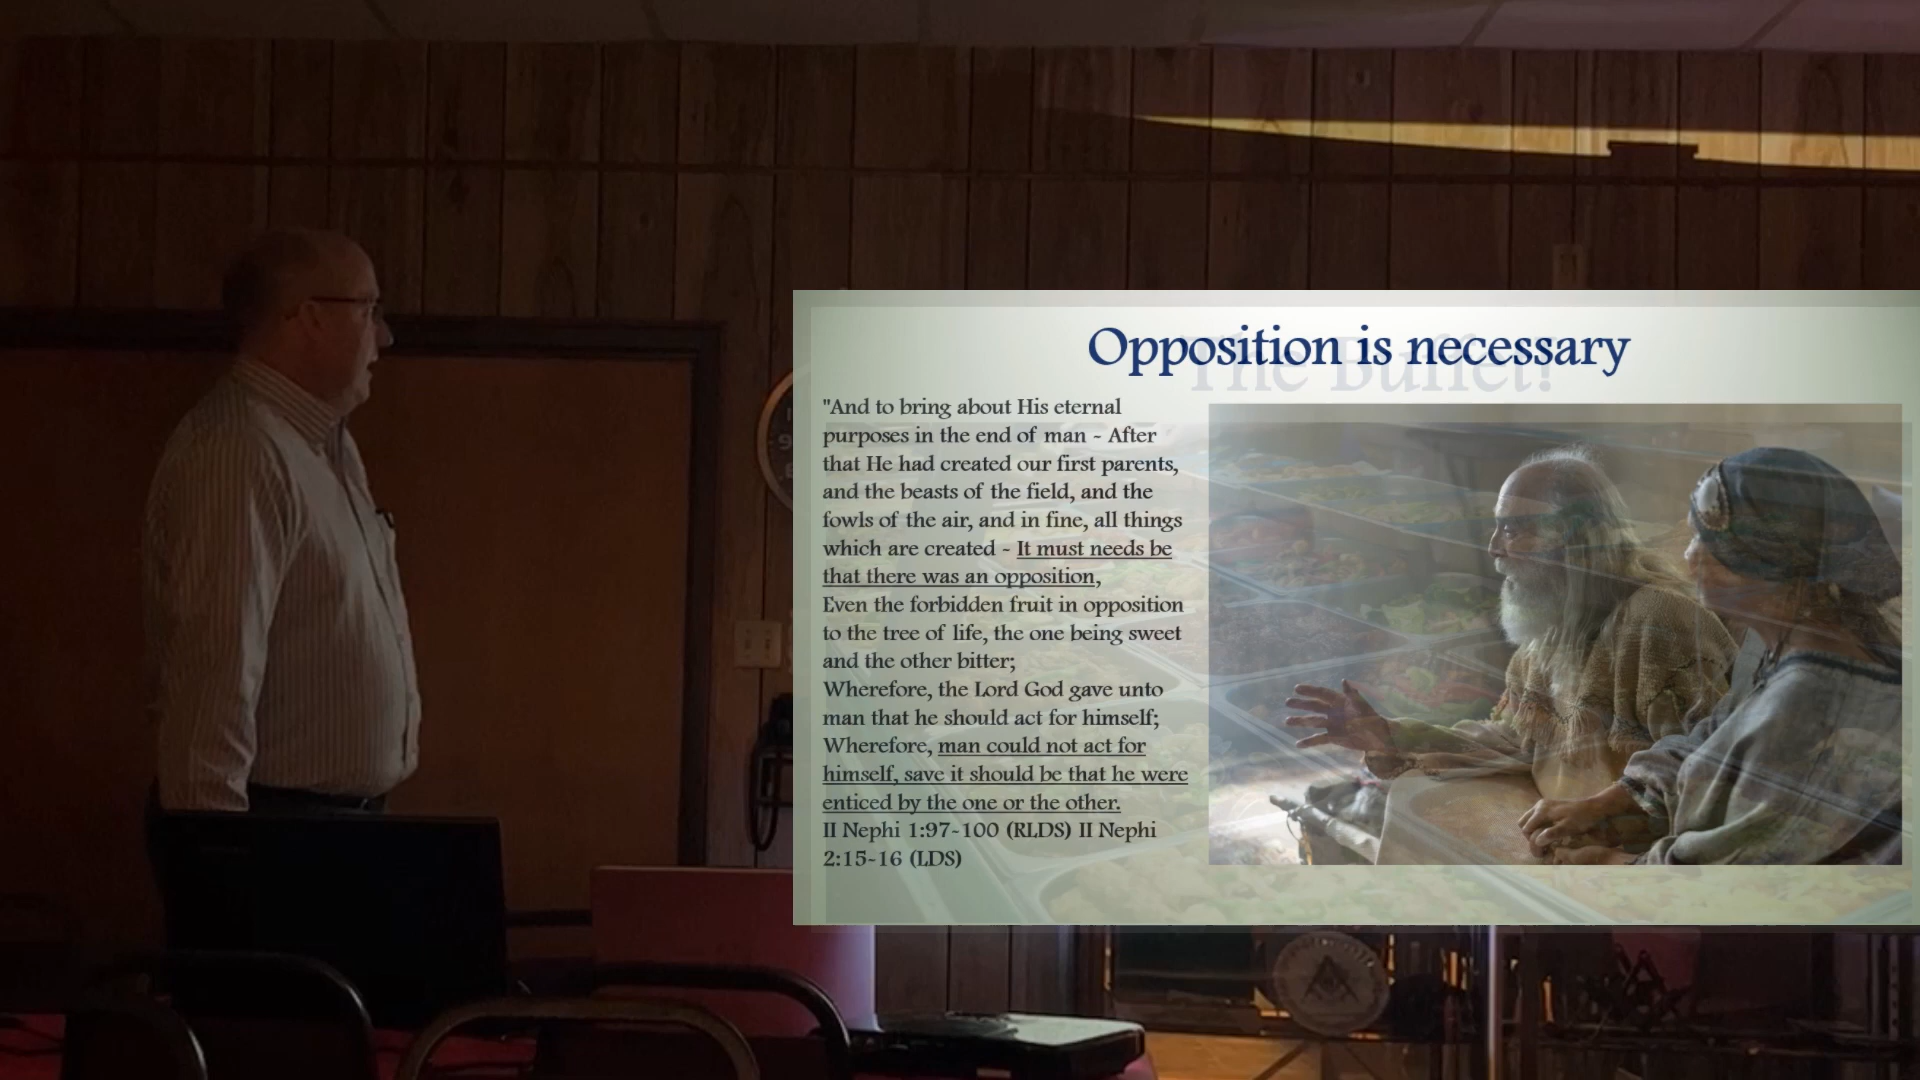 Opposition is necessary
The Buffet!
"And to bring about His eternal
purposes in the end of man - After
that He had created our first parents,
and the beasts of the field, and the
fowls of the air, and in fine, all things
which are created - It must needs be
that there was an opposition,
Even the forbidden fruit in opposition
to the tree of life, the one being sweet
and the other bitter;
Wherefore, the Lord God gave unto
man that he should act for himself;
Wherefore, man could not act for
himself, save it should be that he were
enticed by the one or the other.
II Nephi 1:97-100 (RLDS) II Nephi
2:15-16 (LDS)